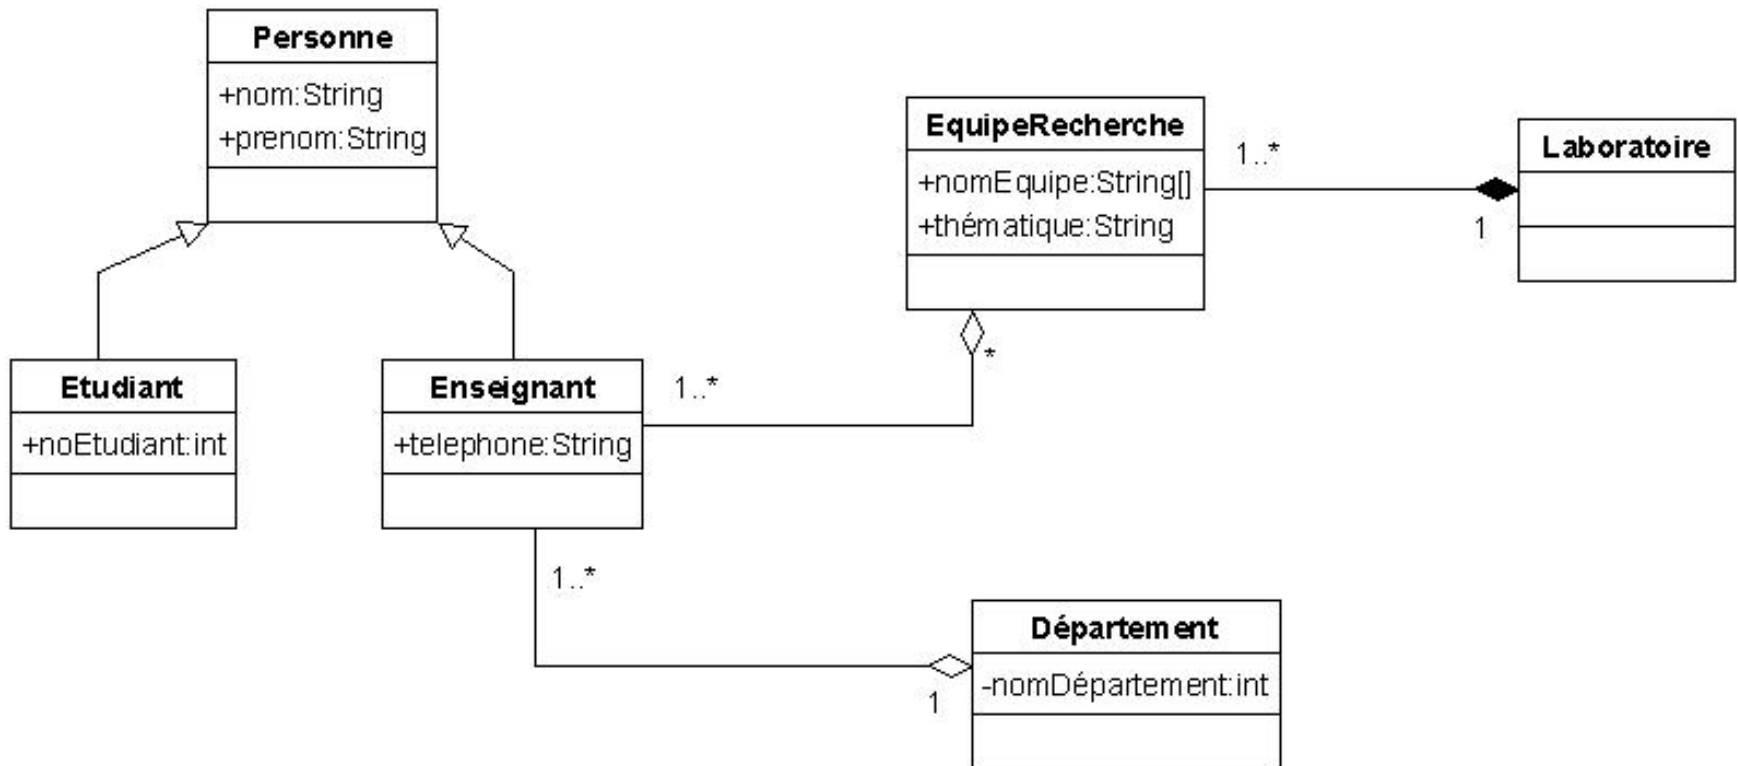 Personne
+nom:String
+prenom:String
EquipeRecherche
+nomEquipe:String[]
+thématique:String
1..*
1
Laboratoire
Etudiant
+noEtudiant:int
Enseignant
+telephone:String
1..*
*
1..*
1
Département
-nomDépartement:int